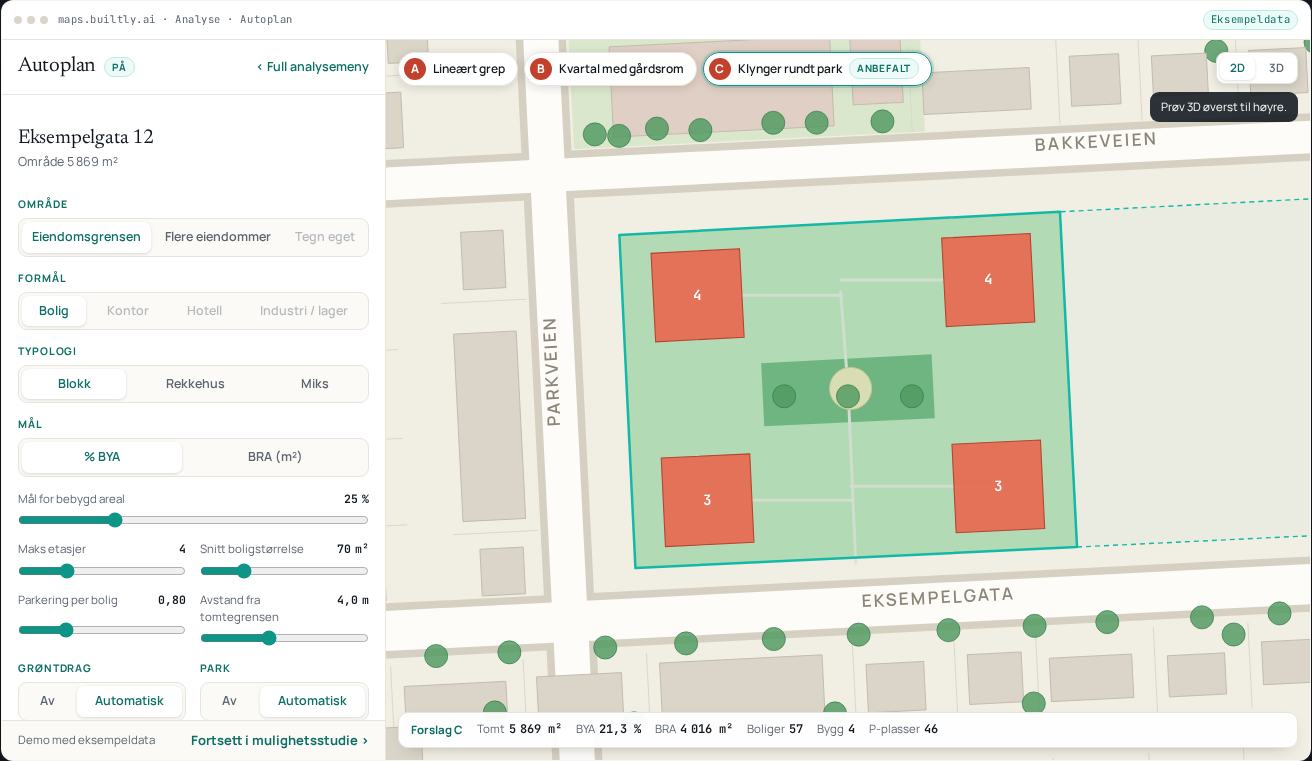 maps.builtly.ai · Analyse · Autoplan
Eksempeldata
Autoplan
PÅ
‹ Full analysemeny
A Lineært grep
B Kvartal med gårdsrom
C Klynger rundt park ANBEFALT
2D 3D
Prøv 3D øverst til høyre.
Eksempelgata 12
Område 5 869 m²
OMRÅDE
Eiendomsgrensen Flere eiendommer Tegn eget
FORMÅL
Bolig Kontor Hotell Industri / lager
TYPOLOGI
Blokk Rekkehus Miks
MÅL
% BYA BRA (m²)
Mål for bebygd areal 25 %
Maks etasjer 4
Snitt boligstørrelse 70 m²
Parkering per bolig 0,80
Avstand fra
tomtegrensen 4,0 m
GRØNTDRAG
Av Automatisk
PARK
Av Automatisk
Demo med eksempeldata
Fortsett i mulighetsstudie ›
BAKKEVEIEN
PARKVEIEN
4
4
3
3
EKSEMPELGATA
Forslag C Tomt 5 869 m² BYA 21,3 % BRA 4 016 m² Boliger 57 Bygg 4 P-plasser 46